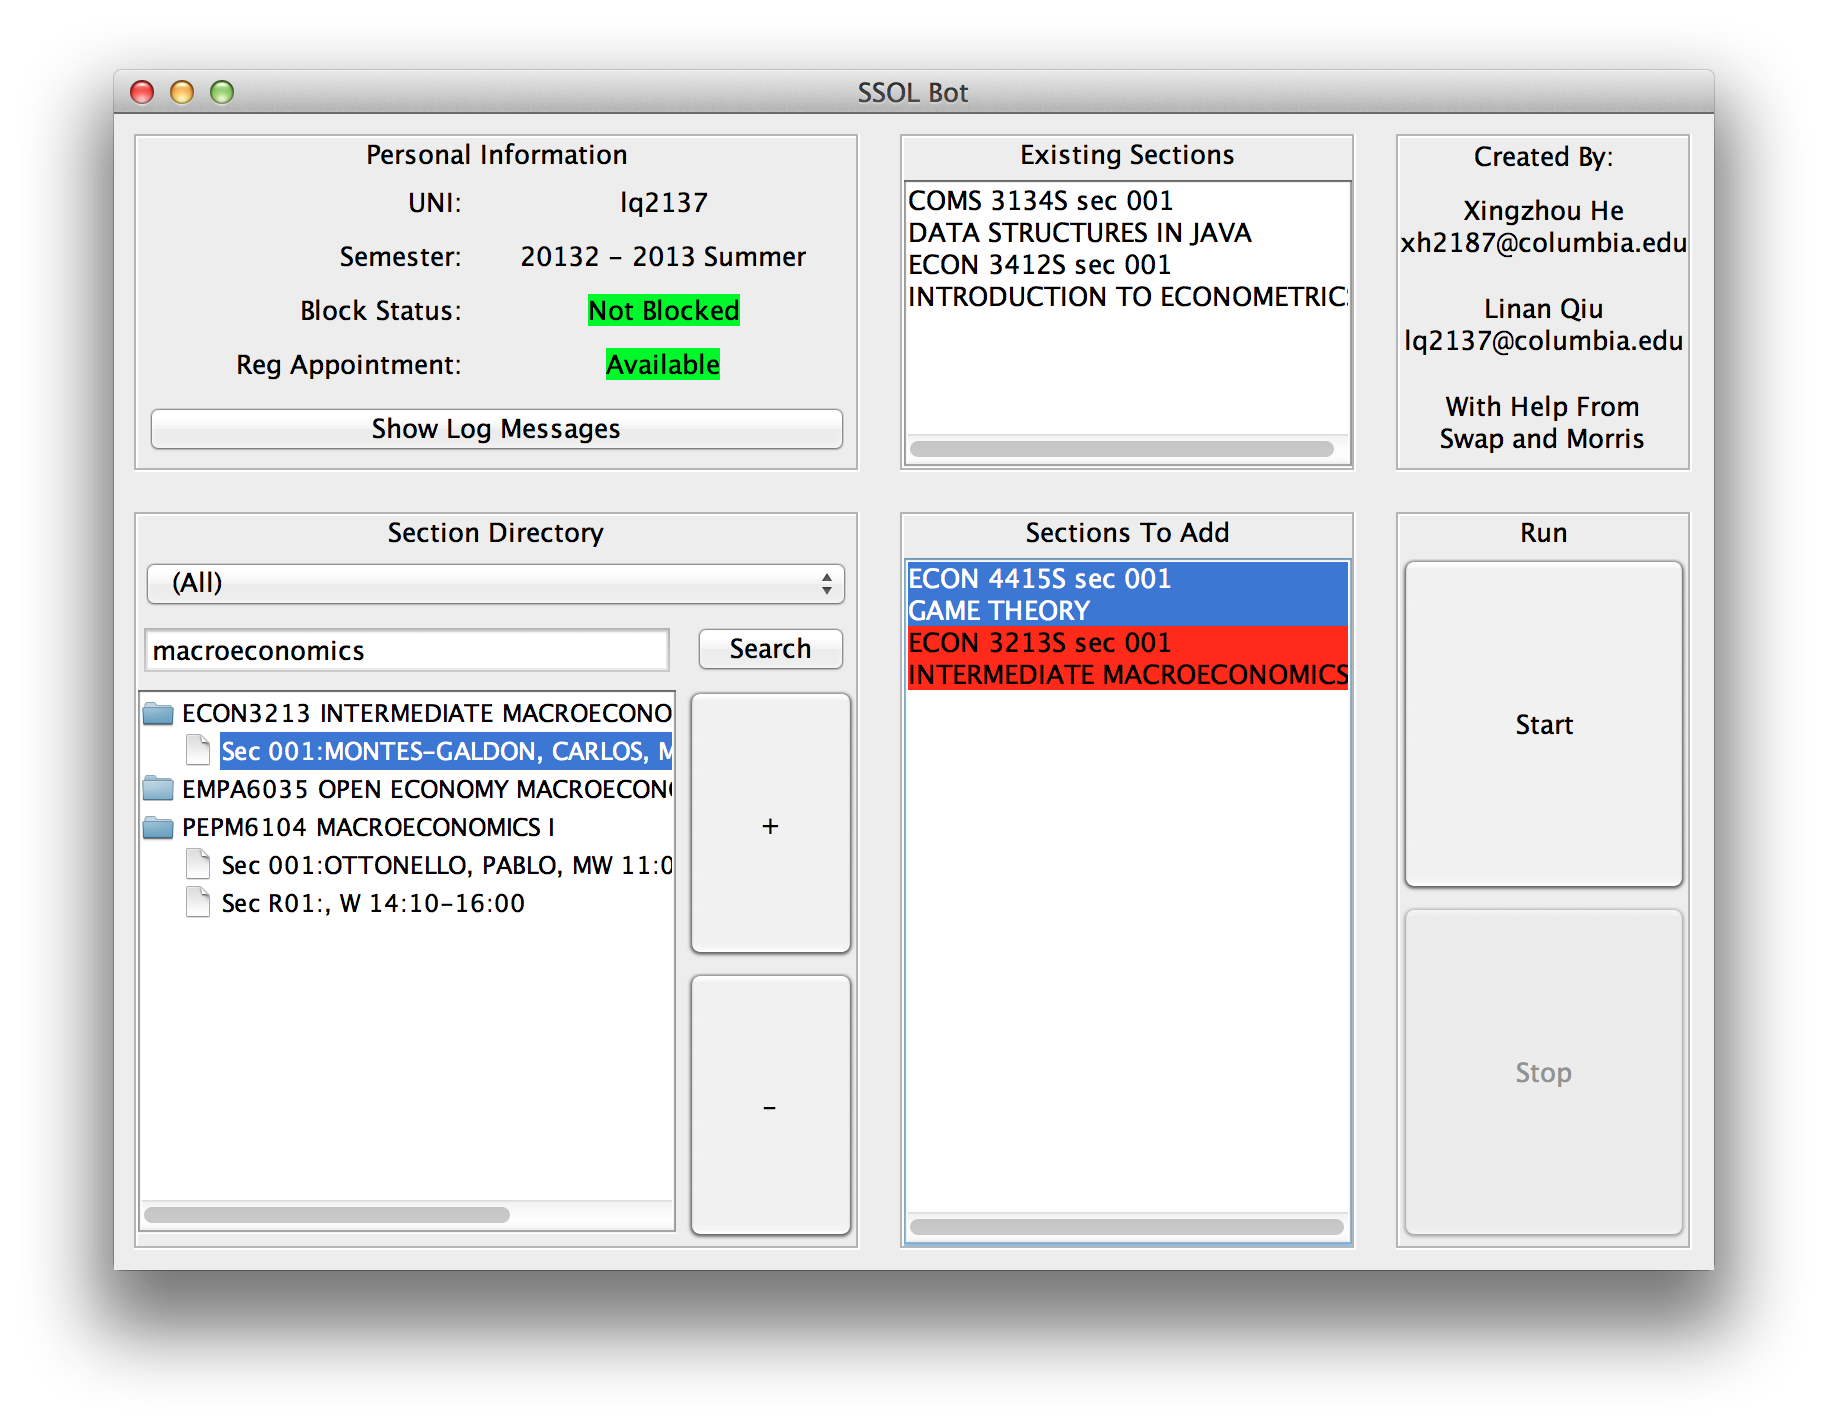 SSOL Bot
Personal Information
UNI: lq2137
Semester: 20132 - 2013 Summer
Block Status: Not Blocked
Reg Appointment: Available
Show Log Messages
Existing Sections
COMS 3134S sec 001
DATA STRUCTURES IN JAVA
ECON 3412S sec 001
INTRODUCTION TO ECONOMETRIC
Created By:
Xingzhou He
xh2187@columbia.edu
Linan Qiu
lq2137@columbia.edu
With Help From
Swap and Morris
Section Directory
(All)
macroeconomics
Search
ECON3213 INTERMEDIATE MACROECONO
Sec 001:MONTES-GALDON, CARLOS, M
EMPA6035 OPEN ECONOMY MACROECON
PEPM6104 MACROECONOMICS I
Sec 001:OTTONELLO, PABLO, MW 11:0
Sec R01:, W 14:10-16:00
+
-
Sections To Add
ECON 4415S sec 001
GAME THEORY
ECON 3213S sec 001
INTERMEDIATE MACROECONOMICS
Run
Start
Stop